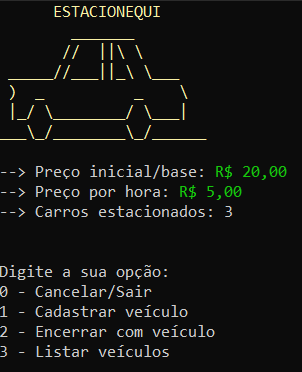 ESTACIONEQUI
--> Preço inicial/base: R$ 20,00
--> Preço por hora: R$ 5,00
--> Carros estacionados: 3
Digite a sua opção:
0 - Cancelar/Sair
1 - Cadastrar veículo
2 - Encerrar com veículo
3 - Listar veículos